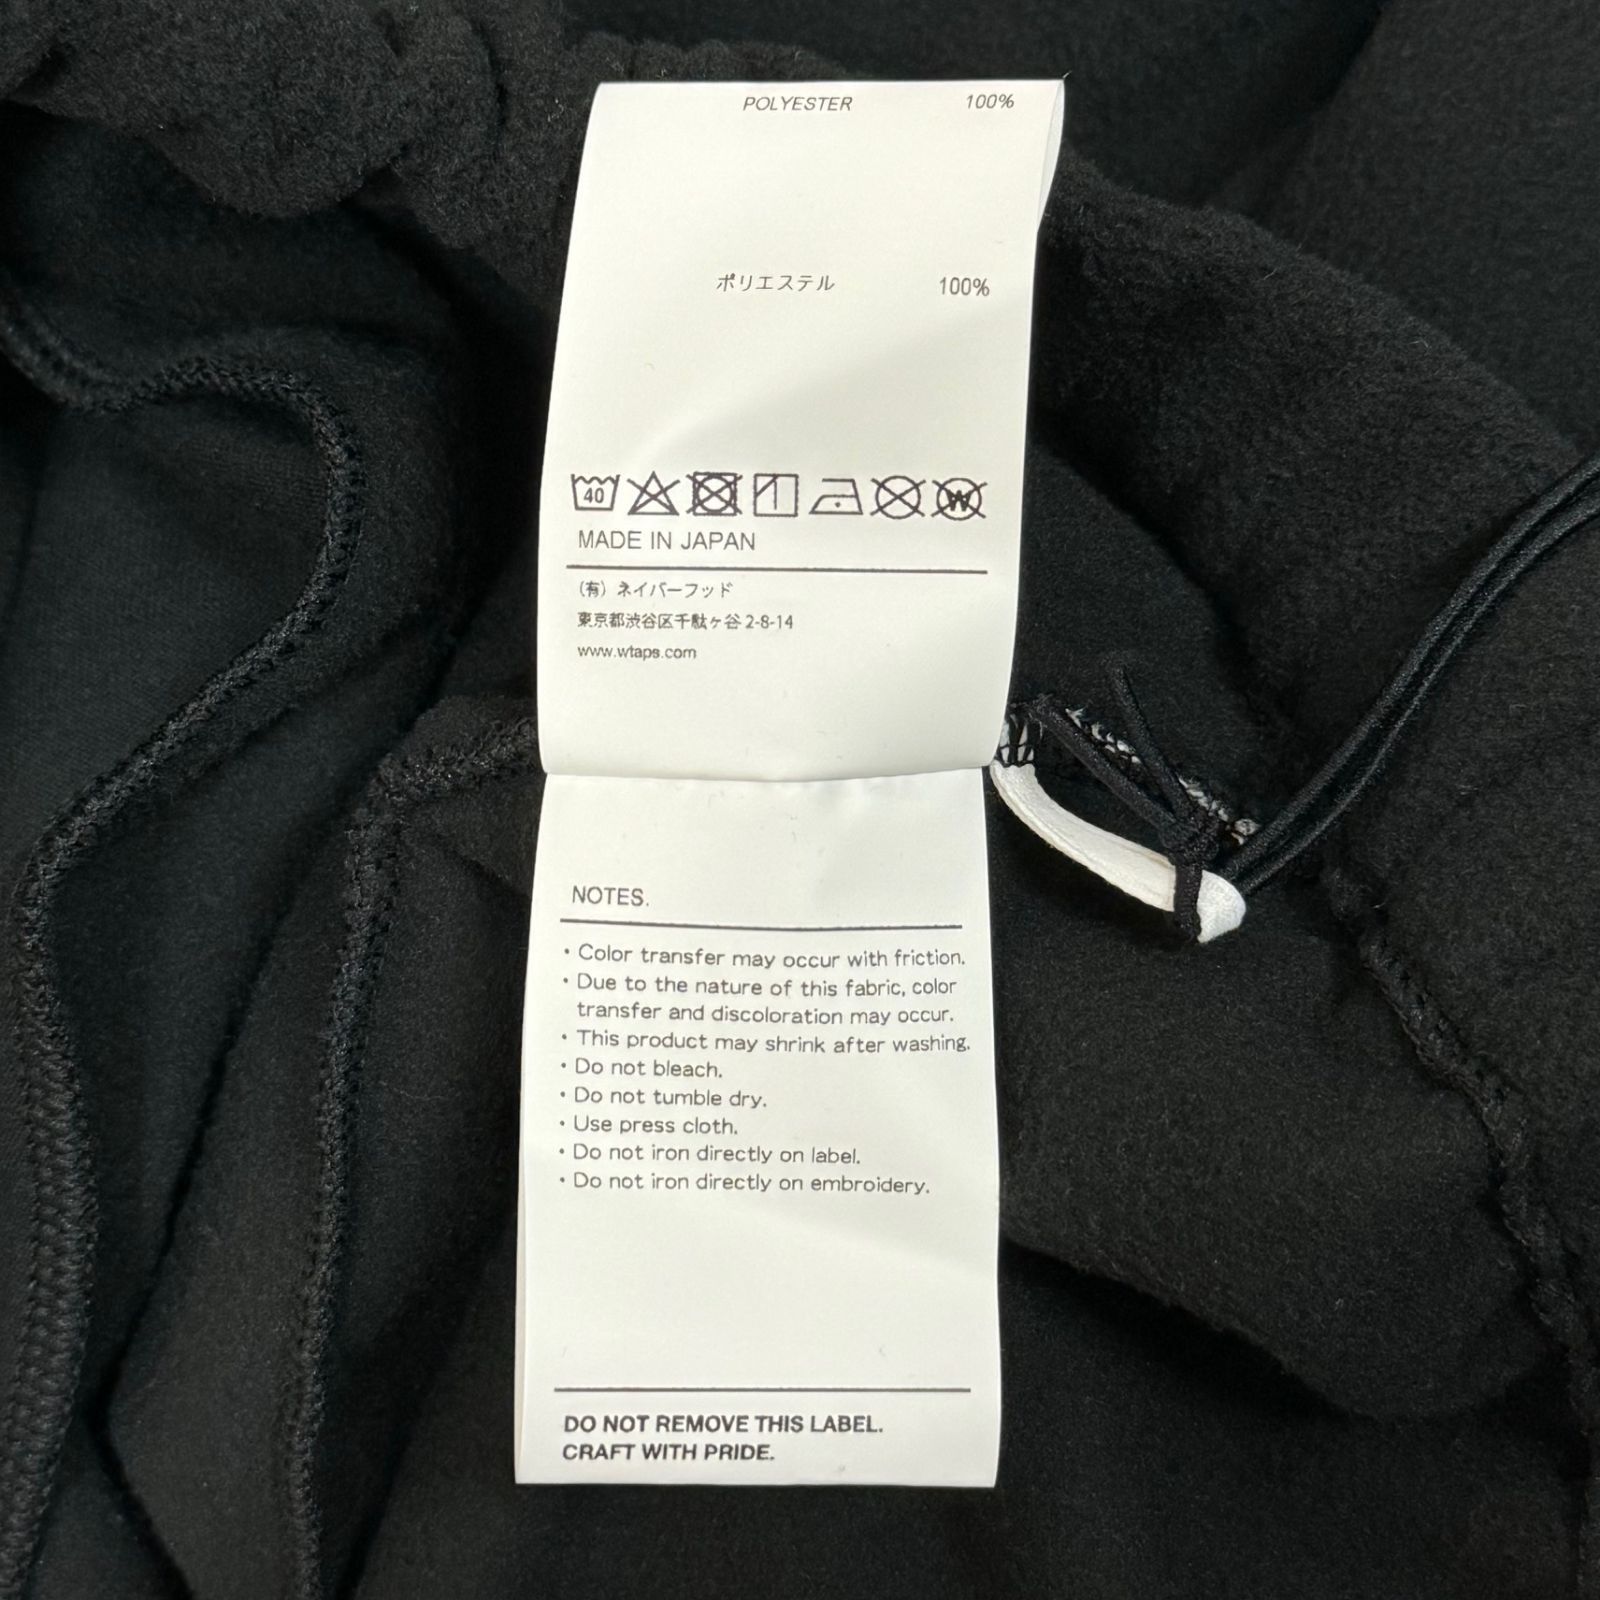 POLYESTER 100%
ポリエステル 100%
40 W
MADE IN JAPAN
(有) ネイバーフッド
東京都渋谷区千駄ヶ谷 2-8-14
www.wtaps.com
NOTES.
・Color transfer may occur with friction.
・Due to the nature of this fabric, color
transfer and discoloration may occur.
・This product may shrink after washing.
・Do not bleach.
・Do not tumble dry.
・Use press cloth.
・Do not iron directly on label.
・Do not iron directly on embroidery.
DO NOT REMOVE THIS LABEL.
CRAFT WITH PRIDE.